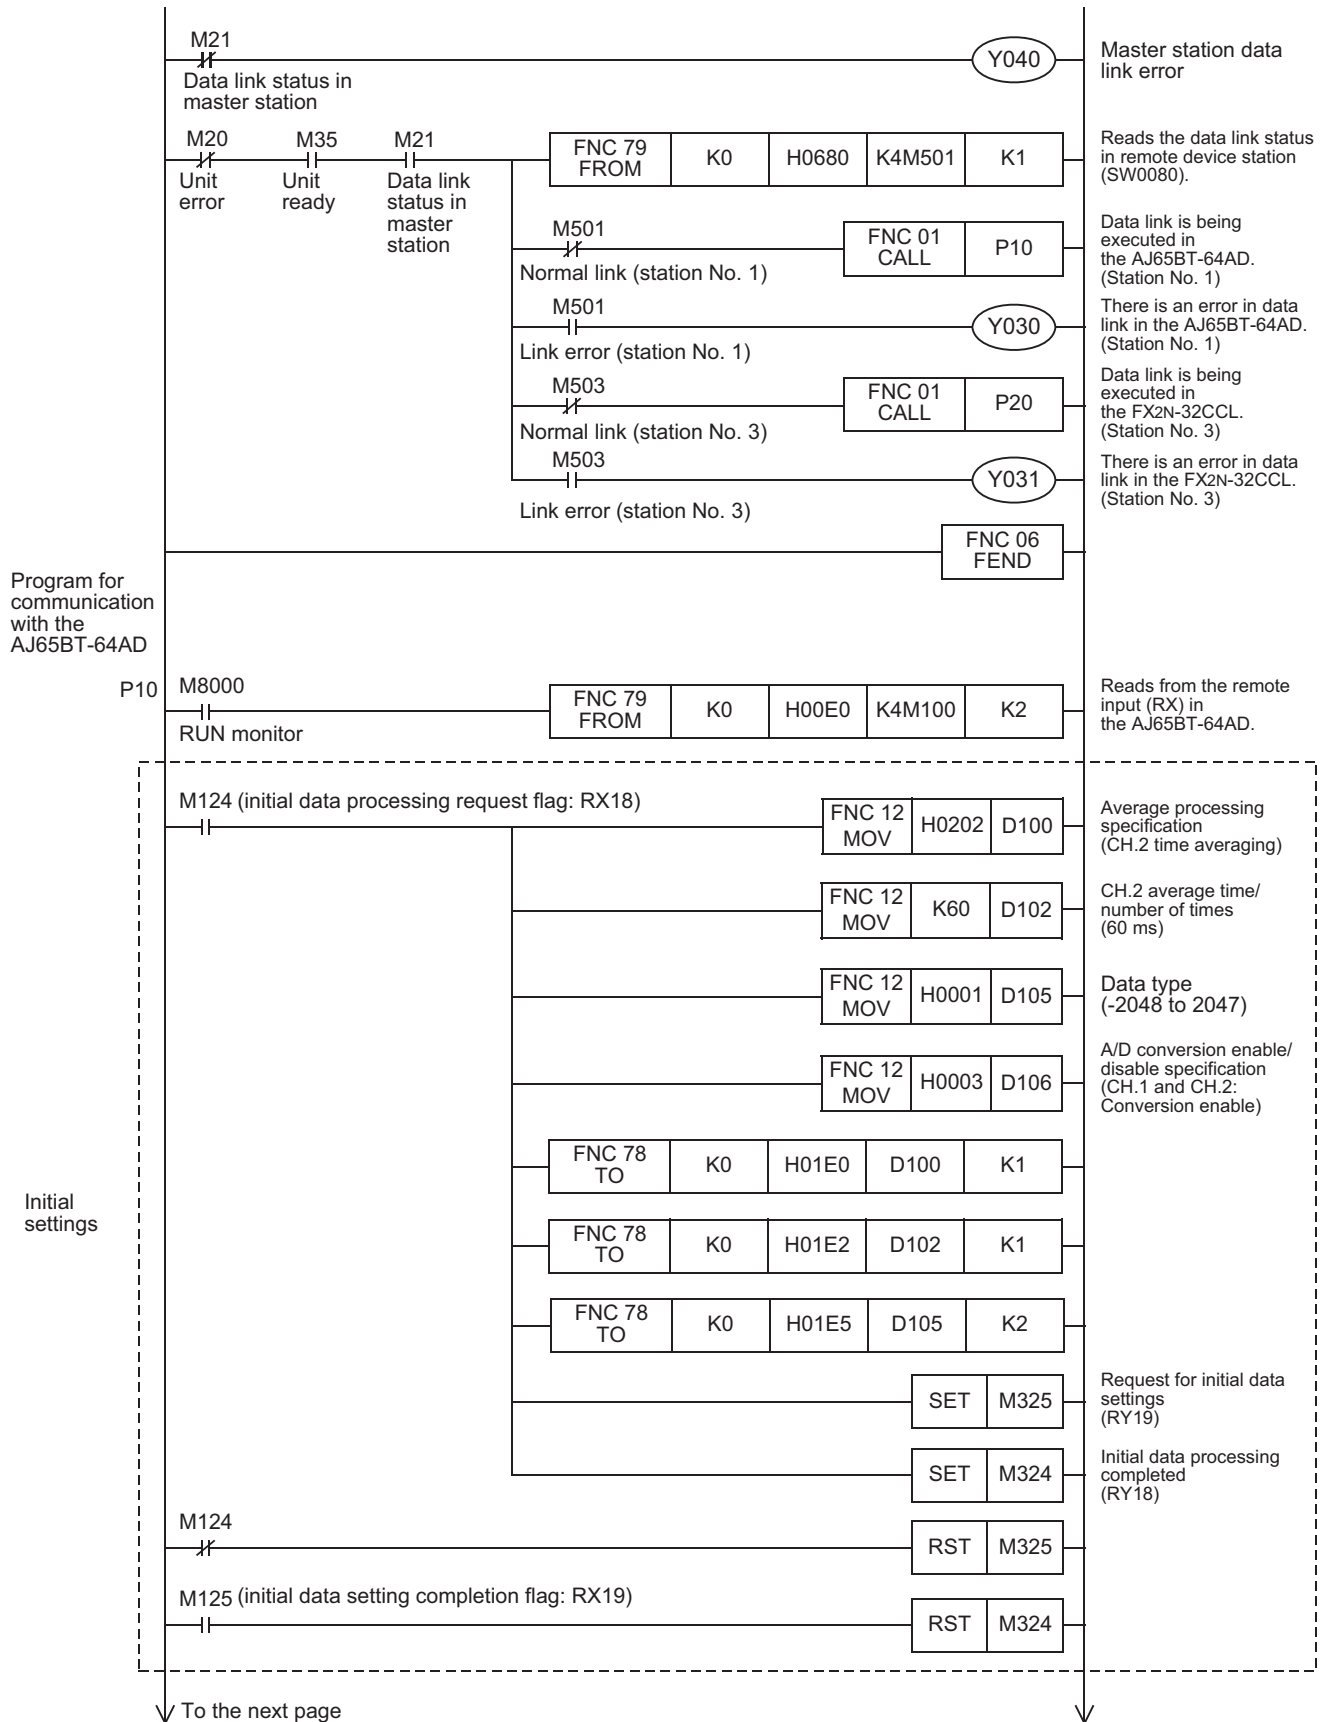 M21
Y040
Master station data
link error
Data link status in
master station
M20
M35
M21
FNC 79
FROM
K0
H0680
K4M501
K1
Reads the data link status
in remote device station
(SW0080).
Unit
error
Unit
ready
Data link
status in
master
station
M501
FNC 01
CALL
P10
Data link is being
executed in
the AJ65BT-64AD.
(Station No. 1)
Normal link (station No. 1)
M501
Y030
There is an error in data
link in the AJ65BT-64AD.
(Station No. 1)
Link error (station No. 1)
M503
FNC 01
CALL
P20
Data link is being
executed in
the FX2N-32CCL.
(Station No. 3)
Normal link (station No. 3)
M503
Y031
There is an error in data
link in the FX2N-32CCL.
(Station No. 3)
Link error (station No. 3)
FNC 06
FEND
Program for
communication
with the
AJ65BT-64AD
P10
M8000
FNC 79
FROM
K0
H00E0
K4M100
K2
Reads from the remote
input (RX) in
the AJ65BT-64AD.
RUN monitor
M124 (initial data processing request flag: RX18)
FNC 12
MOV
H0202
D100
Average processing
specification
(CH.2 time averaging)
FNC 12
MOV
K60
D102
CH.2 average time/
number of times
(60 ms)
FNC 12
MOV
H0001
D105
Data type
(-2048 to 2047)
FNC 12
MOV
H0003
D106
A/D conversion enable/
disable specification
(CH.1 and CH.2:
Conversion enable)
FNC 78
TO
K0
H01E0
D100
K1
Initial
settings
FNC 78
TO
K0
H01E2
D102
K1
FNC 78
TO
K0
H01E5
D105
K2
SET
M325
Request for initial data
settings
(RY19)
SET
M324
Initial data processing
completed
(RY18)
M124
RST
M325
M125 (initial data setting completion flag: RX19)
RST
M324
To the next page